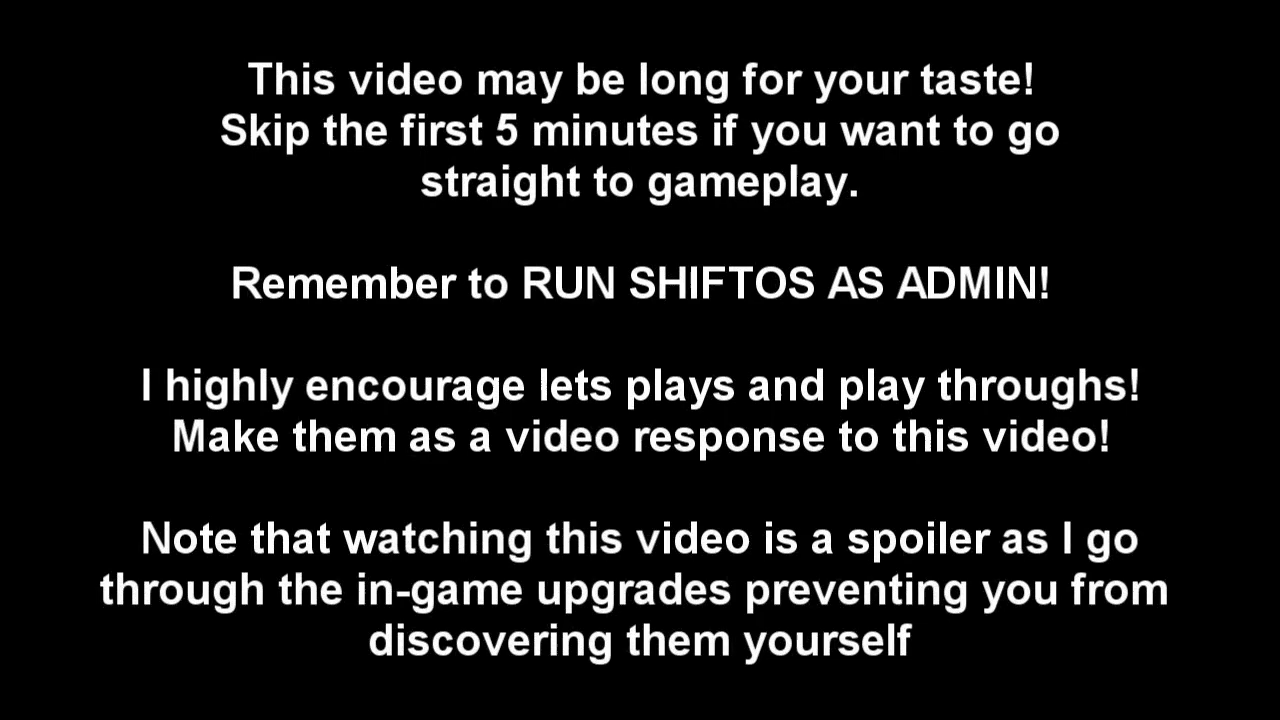 This video may be long for your taste!
Skip the first 5 minutes if you want to go
straight to gameplay.
Remember to RUN SHIFTOS AS ADMIN!
I highly encourage lets plays and play throughs!
Make them as a video response to this video!
Note that watching this video is a spoiler as I go
through the in-game upgrades preventing you from
discovering them yourself